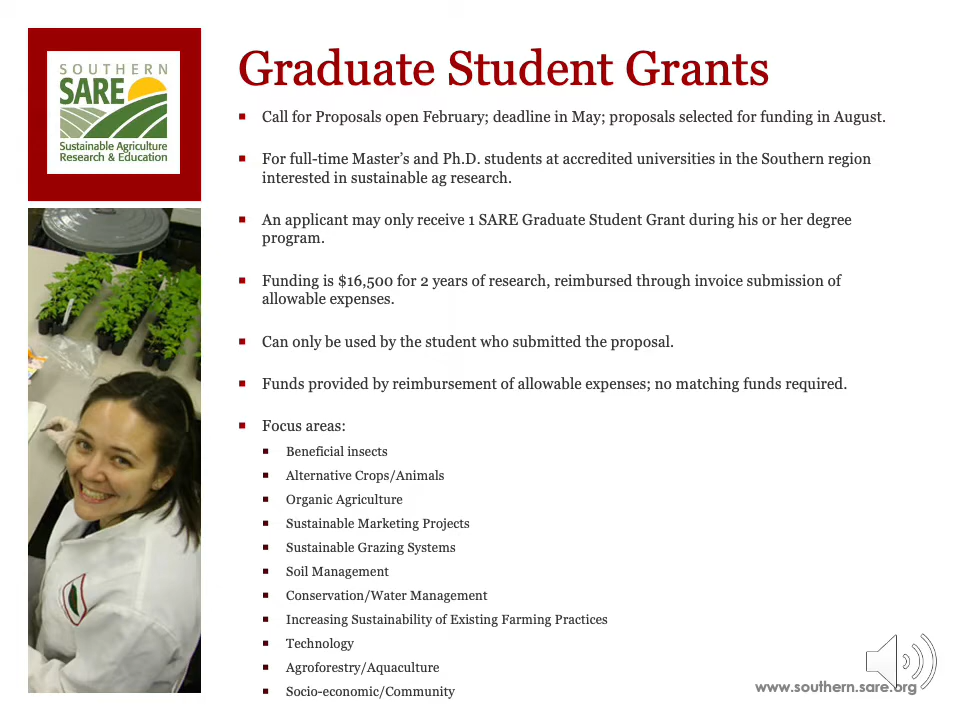 SOUTHERN
SARE
Sustainable Agriculture
Research & Education
Graduate Student Grants
Call for Proposals open February; deadline in May; proposals selected for funding in August.
For full-time Master’s and Ph.D. students at accredited universities in the Southern region
interested in sustainable ag research.
An applicant may only receive 1 SARE Graduate Student Grant during his or her degree
program.
Funding is $16,500 for 2 years of research, reimbursed through invoice submission of
allowable expenses.
Can only be used by the student who submitted the proposal.
Funds provided by reimbursement of allowable expenses; no matching funds required.
Focus areas:
Beneficial insects
Alternative Crops/Animals
Organic Agriculture
Sustainable Marketing Projects
Sustainable Grazing Systems
Soil Management
Conservation/Water Management
Increasing Sustainability of Existing Farming Practices
Technology
Agroforestry/Aquaculture
Socio-economic/Community
www.southern.sare.org